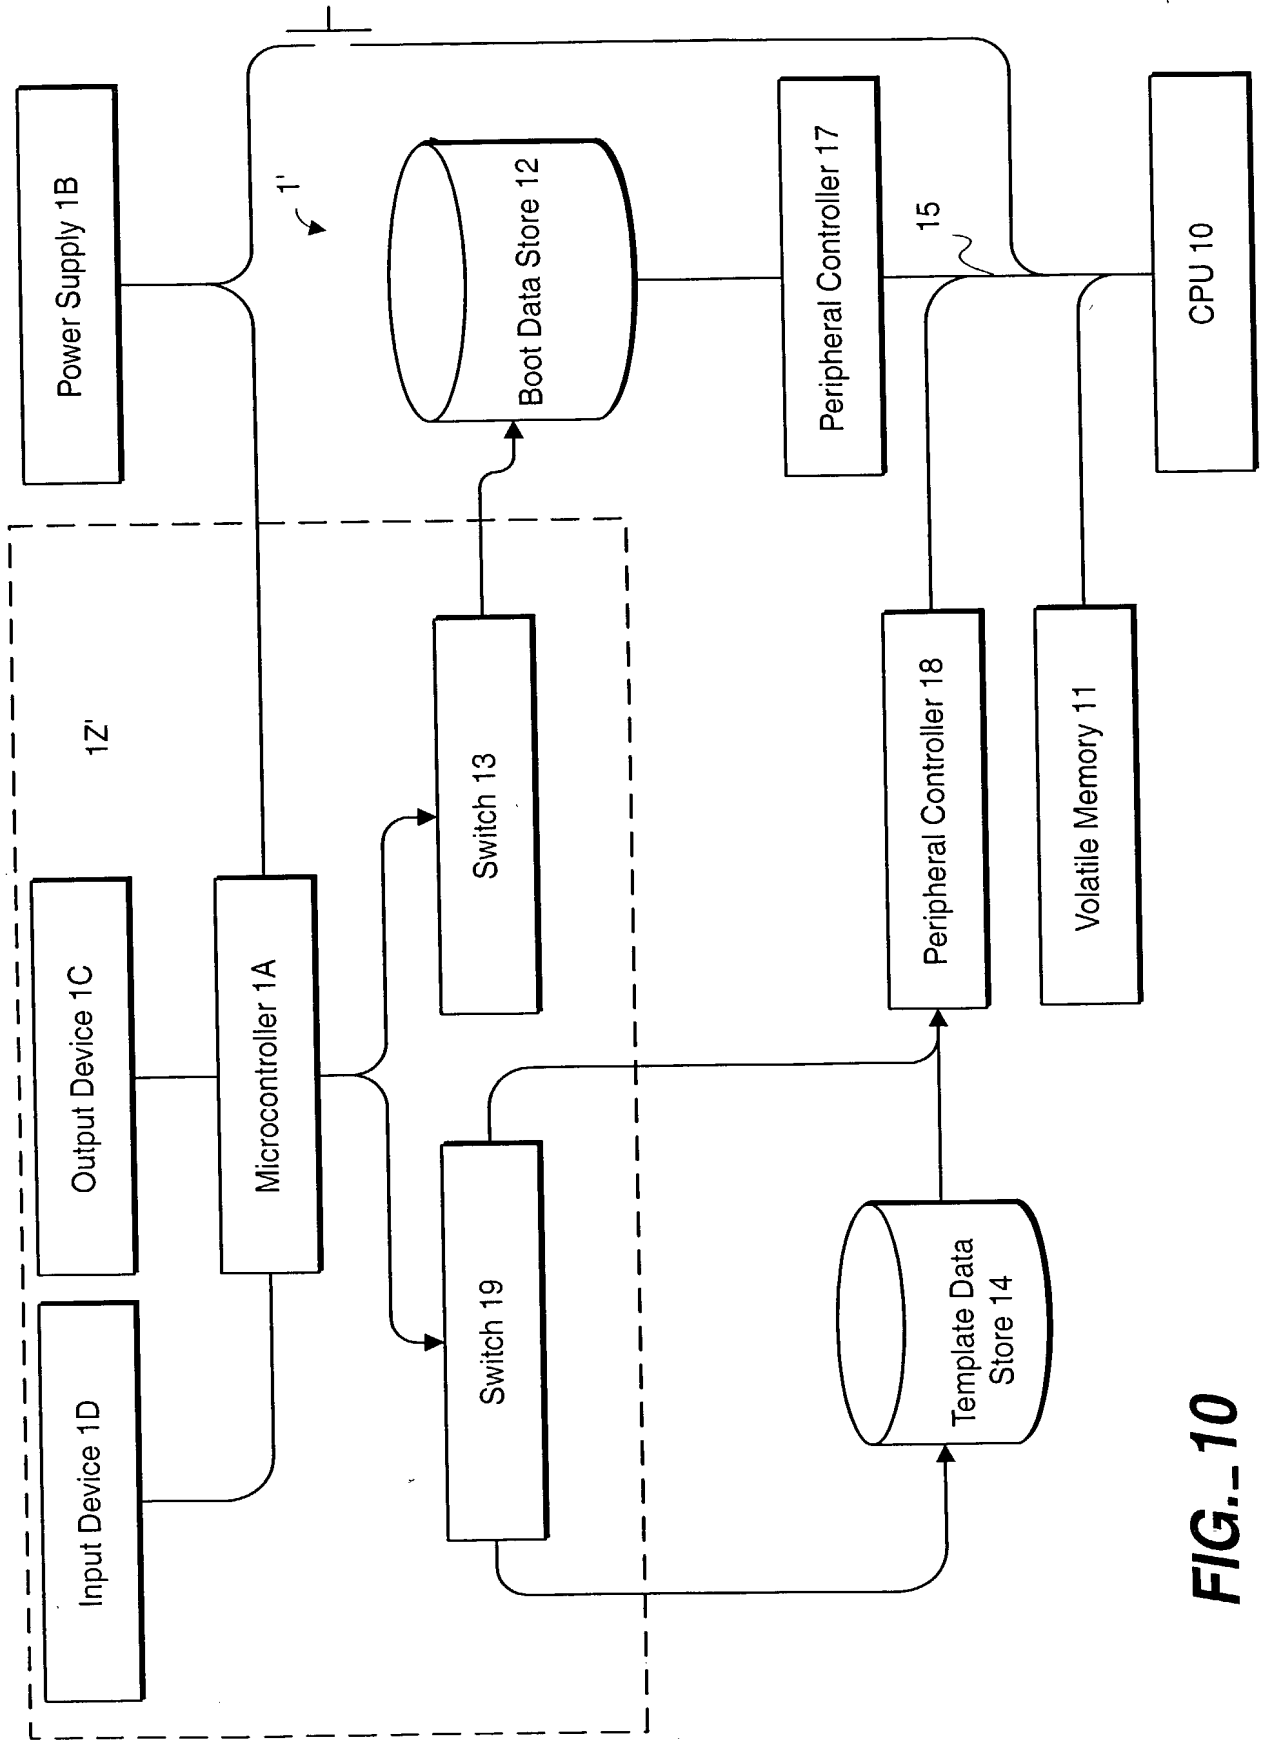 Input Device 1D
Output Device 1C
1Z'
Power Supply 1B
Microcontroller 1A
1'
Switch 19
Switch 13
Boot Data Store 12
Template Data
Store 14
Peripheral Controller 18
Peripheral Controller 17
15
Volatile Memory 11
CPU 10
FIG._10